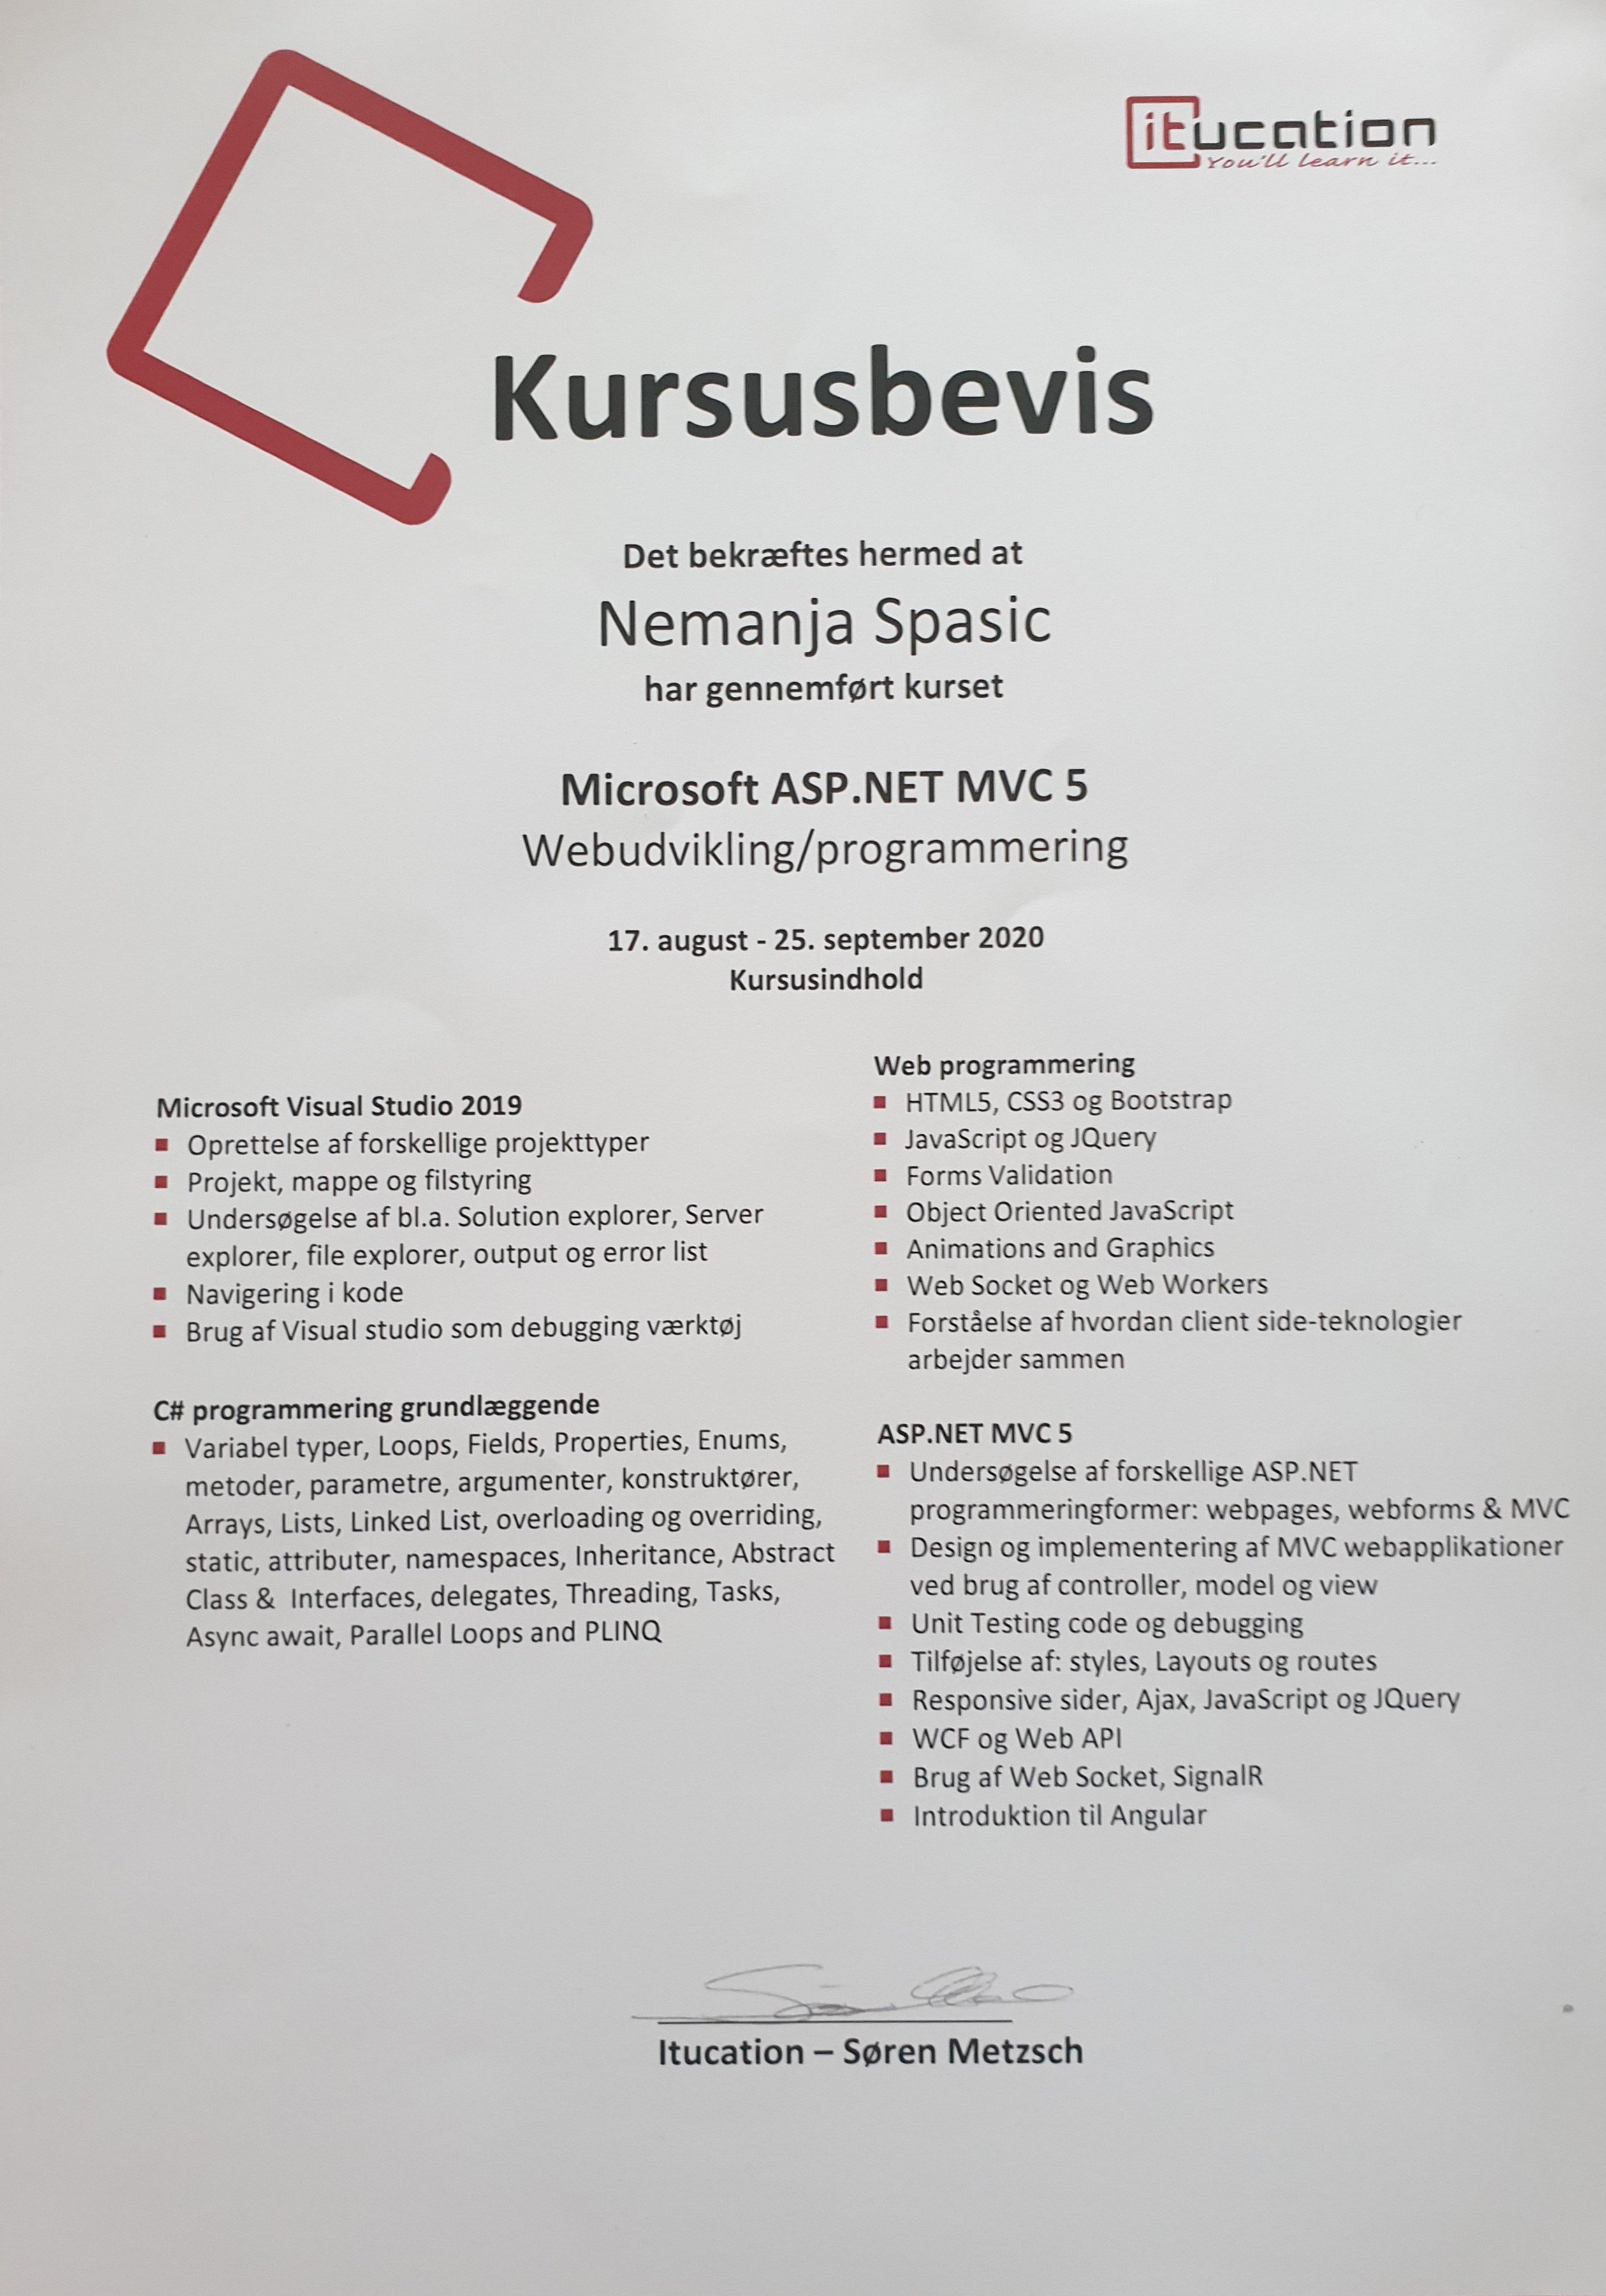 itucation
You'll learn it...
Kursusbevis
Det bekræftes hermed at
Nemanja Spasic
har gennemført kurset
Microsoft ASP.NET MVC 5
Webudvikling/programmering
17. august - 25. september 2020
Kursusindhold
Microsoft Visual Studio 2019
Oprettelse af forskellige projekttyper
Projekt, mappe og filstyring
Undersøgelse af bl.a. Solution explorer, Server
explorer, file explorer, output og error list
Navigering i kode
Brug af Visual studio som debugging værktøj
C# programmering grundlæggende
Variabel typer, Loops, Fields, Properties, Enums,
metoder, parametre, argumenter, konstruktører,
Arrays, Lists, Linked List, overloading og overriding,
static, attributer, namespaces, Inheritance, Abstract
Class & Interfaces, delegates, Threading, Tasks,
Async await, Parallel Loops and PLINQ
Web programmering
HTML5, CSS3 og Bootstrap
JavaScript og JQuery
Forms Validation
Object Oriented JavaScript
Animations and Graphics
Web Socket og Web Workers
Forståelse af hvordan client side-teknologier
arbejder sammen
ASP.NET MVC 5
Undersøgelse af forskellige ASP.NET
programmeringformer: webpages, webforms & MVC
Design og implementering af MVC webapplikationer
ved brug af controller, model og view
Unit Testing code og debugging
Tilføjelse af: styles, Layouts og routes
Responsive sider, Ajax, JavaScript og JQuery
WCF og Web API
Brug af Web Socket, SignalR
Introduktion til Angular
Itucation – Søren Metzsch